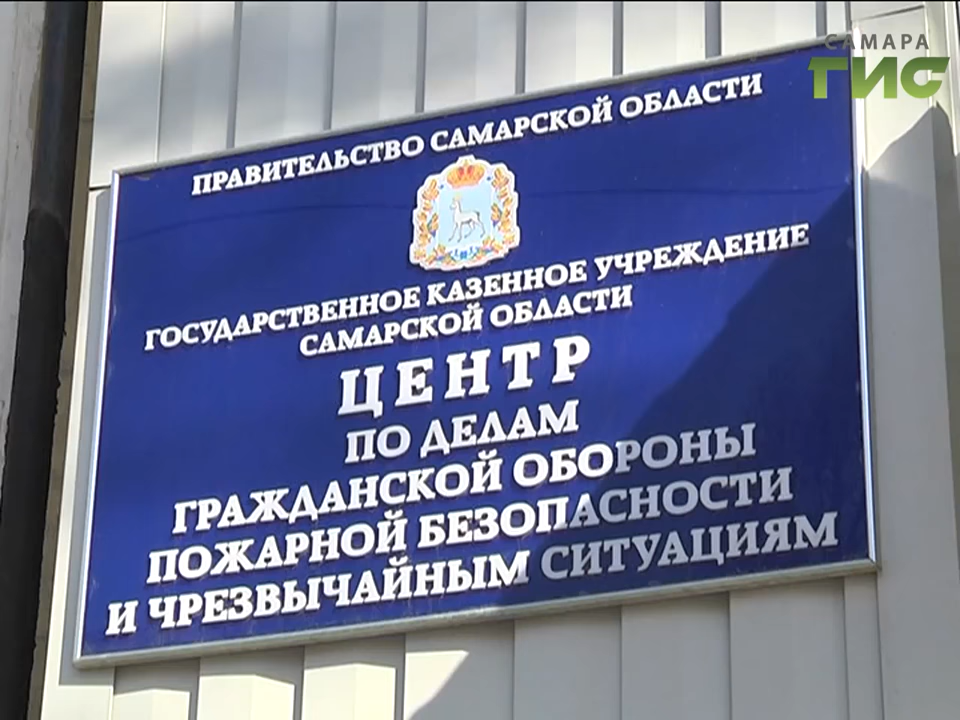 САМАРА
ГИС
ПРАВИТЕЛЬСТВО САМАРСКОЙ ОБЛАСТИ
ГОСУДАРСТВЕННОЕ КАЗЕННОЕ УЧРЕЖДЕНИЕ
САМАРСКОЙ ОБЛАСТИ
ЦЕНТР
ПО ДЕЛАМ
ГРАЖДАНСКОЙ ОБОРОНЫ
ПОЖАРНОЙ БЕЗОПАСНОСТИ
И ЧРЕЗВЫЧАЙНЫМ СИТУАЦИЯМ